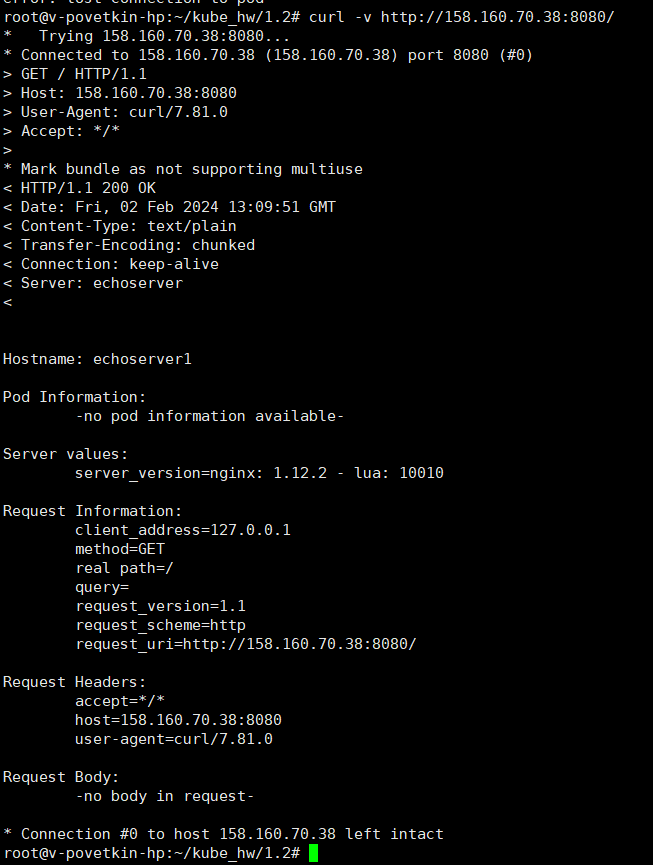 error: lost connection to pod
root@v-povetkin-hp:~/kube_hw/1.2# curl -v http://158.160.70.38:8080/
*   Trying 158.160.70.38:8080...
* Connected to 158.160.70.38 (158.160.70.38) port 8080 (#0)
> GET / HTTP/1.1
> Host: 158.160.70.38:8080
> User-Agent: curl/7.81.0
> Accept: */*
>
* Mark bundle as not supporting multiuse
< HTTP/1.1 200 OK
< Date: Fri, 02 Feb 2024 13:09:51 GMT
< Content-Type: text/plain
< Transfer-Encoding: chunked
< Connection: keep-alive
< Server: echoserver
<


Hostname: echoserver1

Pod Information:
        -no pod information available-

Server values:
        server_version=nginx: 1.12.2 - lua: 10010

Request Information:
        client_address=127.0.0.1
        method=GET
        real path=/
        query=
        request_version=1.1
        request_scheme=http
        request_uri=http://158.160.70.38:8080/

Request Headers:
        accept=*/*
        host=158.160.70.38:8080
        user-agent=curl/7.81.0

Request Body:
        -no body in request-

* Connection #0 to host 158.160.70.38 left intact
root@v-povetkin-hp:~/kube_hw/1.2#